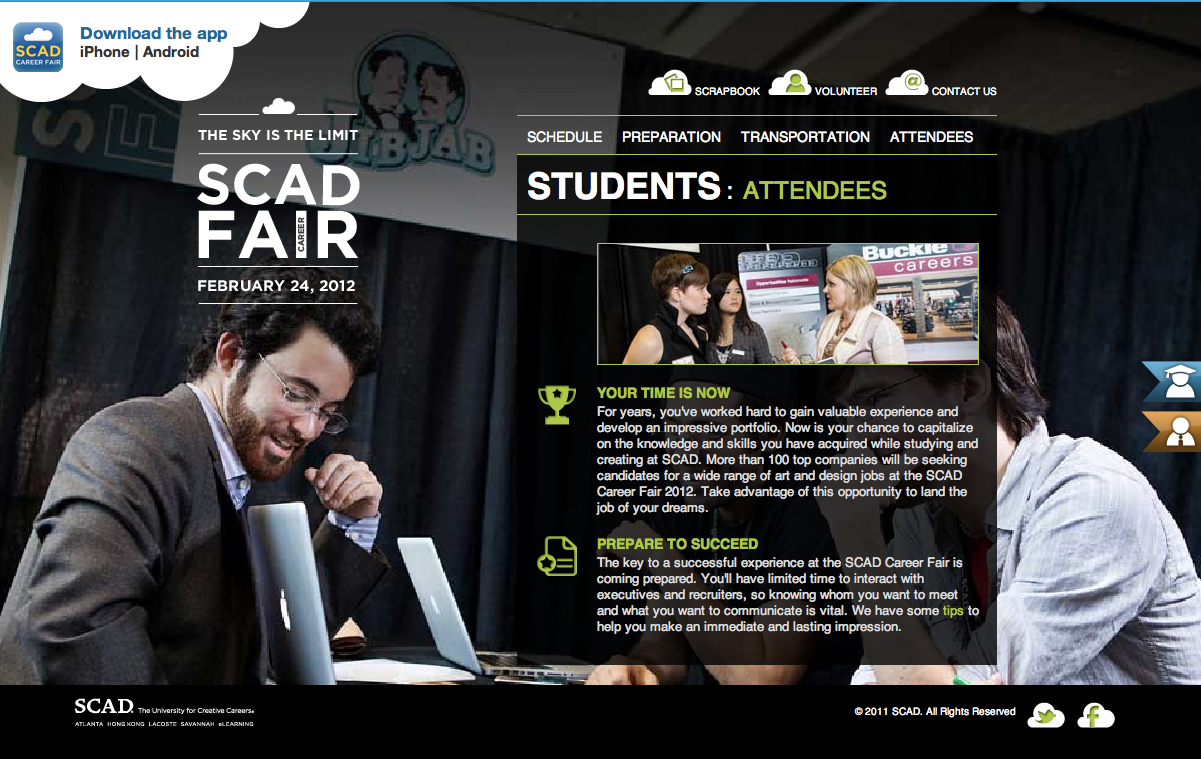 Download the app
iPhone | Android
SCAD
CAREER FAIR
SCRAPBOOK
VOLUNTEER
@
CONTACT US
JIBJAB
THE SKY IS THE LIMIT
SCAD
FAIR
CAREER
FEBRUARY 24, 2012
SCHEDULE PREPARATION TRANSPORTATION ATTENDEES
STUDENTS : ATTENDEES
Buckle
careers
Opportunities Nationwide
YOUR TIME IS NOW
For years, you've worked hard to gain valuable experience and
develop an impressive portfolio. Now is your chance to capitalize
on the knowledge and skills you have acquired while studying and
creating at SCAD. More than 100 top companies will be seeking
candidates for a wide range of art and design jobs at the SCAD
Career Fair 2012. Take advantage of this opportunity to land the
job of your dreams.
PREPARE TO SUCCEED
The key to a successful experience at the SCAD Career Fair is
coming prepared. You'll have limited time to interact with
executives and recruiters, so knowing whom you want to meet
and what you want to communicate is vital. We have some tips to
help you make an immediate and lasting impression.
SCAD. The University for Creative Careers®
ATLANTA HONG KONG LACOSTE SAVANNAH eLEARNING
© 2011 SCAD. All Rights Reserved